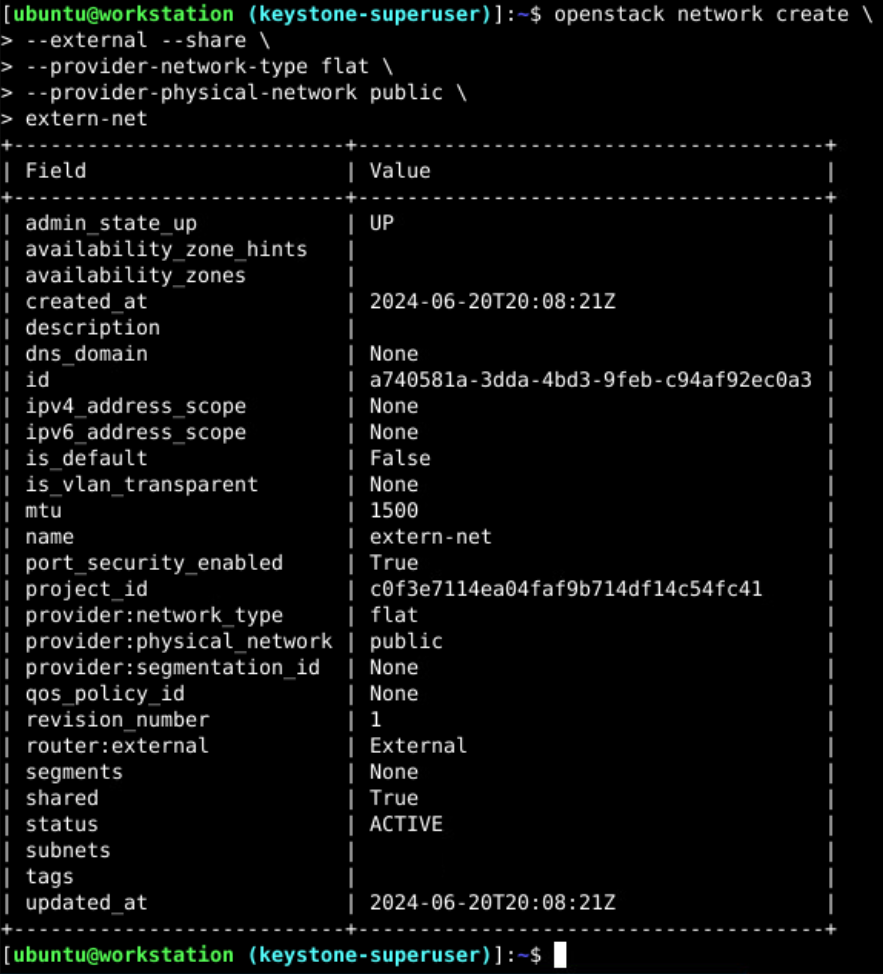 [ubuntu@workstation (keystone-superuser)]:~$ openstack network create \
> --external --share \
> --provider-network-type flat \
> --provider-physical-network public \
> extern-net
+---------------------------+--------------------------------------+
| Field                     | Value                                |
+---------------------------+--------------------------------------+
| admin_state_up            | UP                                   |
| availability_zone_hints   |                                      |
| availability_zones        |                                      |
| created_at                | 2024-06-20T20:08:21Z                 |
| description               |                                      |
| dns_domain                | None                                 |
| id                        | a740581a-3dda-4bd3-9feb-c94af92ec0a3 |
| ipv4_address_scope        | None                                 |
| ipv6_address_scope        | None                                 |
| is_default                | False                                |
| is_vlan_transparent       | None                                 |
| mtu                       | 1500                                 |
| name                      | extern-net                           |
| port_security_enabled     | True                                 |
| project_id                | c0f3e7114ea04faf9b714df14c54fc41     |
| provider:network_type     | flat                                 |
| provider:physical_network | public                               |
| provider:segmentation_id  | None                                 |
| qos_policy_id             | None                                 |
| revision_number           | 1                                    |
| router:external           | External                             |
| segments                  | None                                 |
| shared                    | True                                 |
| status                    | ACTIVE                               |
| subnets                   |                                      |
| tags                      |                                      |
| updated_at                | 2024-06-20T20:08:21Z                 |
+---------------------------+--------------------------------------+
[ubuntu@workstation (keystone-superuser)]:~$